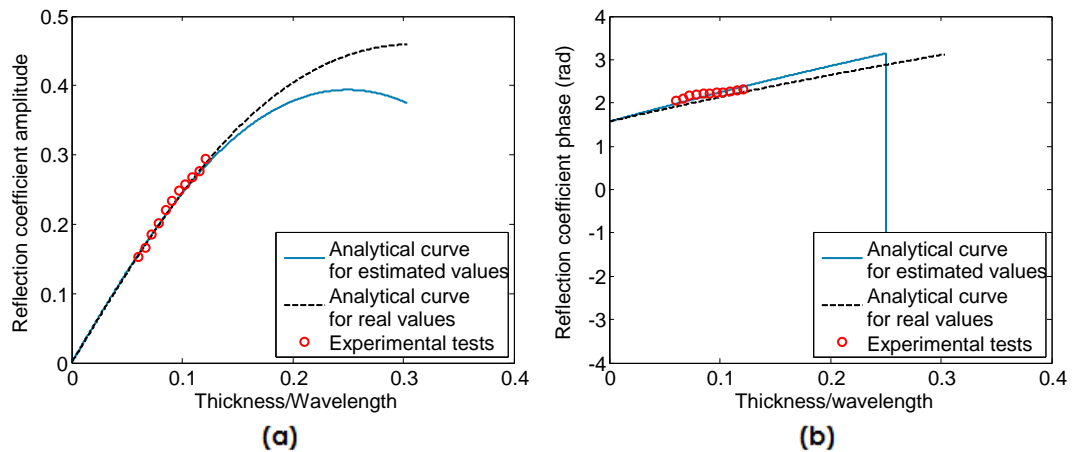 0.5
0.4
0.3
0.2
0.1
0
0
0.1
0.2
0.3
0.4
Reflection coefficient amplitude
Thickness/Wavelength
Analytical curve
for estimated values
Analytical curve
for real values
Experimental tests
(a)
4
3
2
1
0
-1
-2
-3
-4
0
0.1
0.2
0.3
0.4
Reflection coefficient phase (rad)
Thickness/wavelength
Analytical curve
for estimated values
Analytical curve
for real values
Experimental tests
(b)